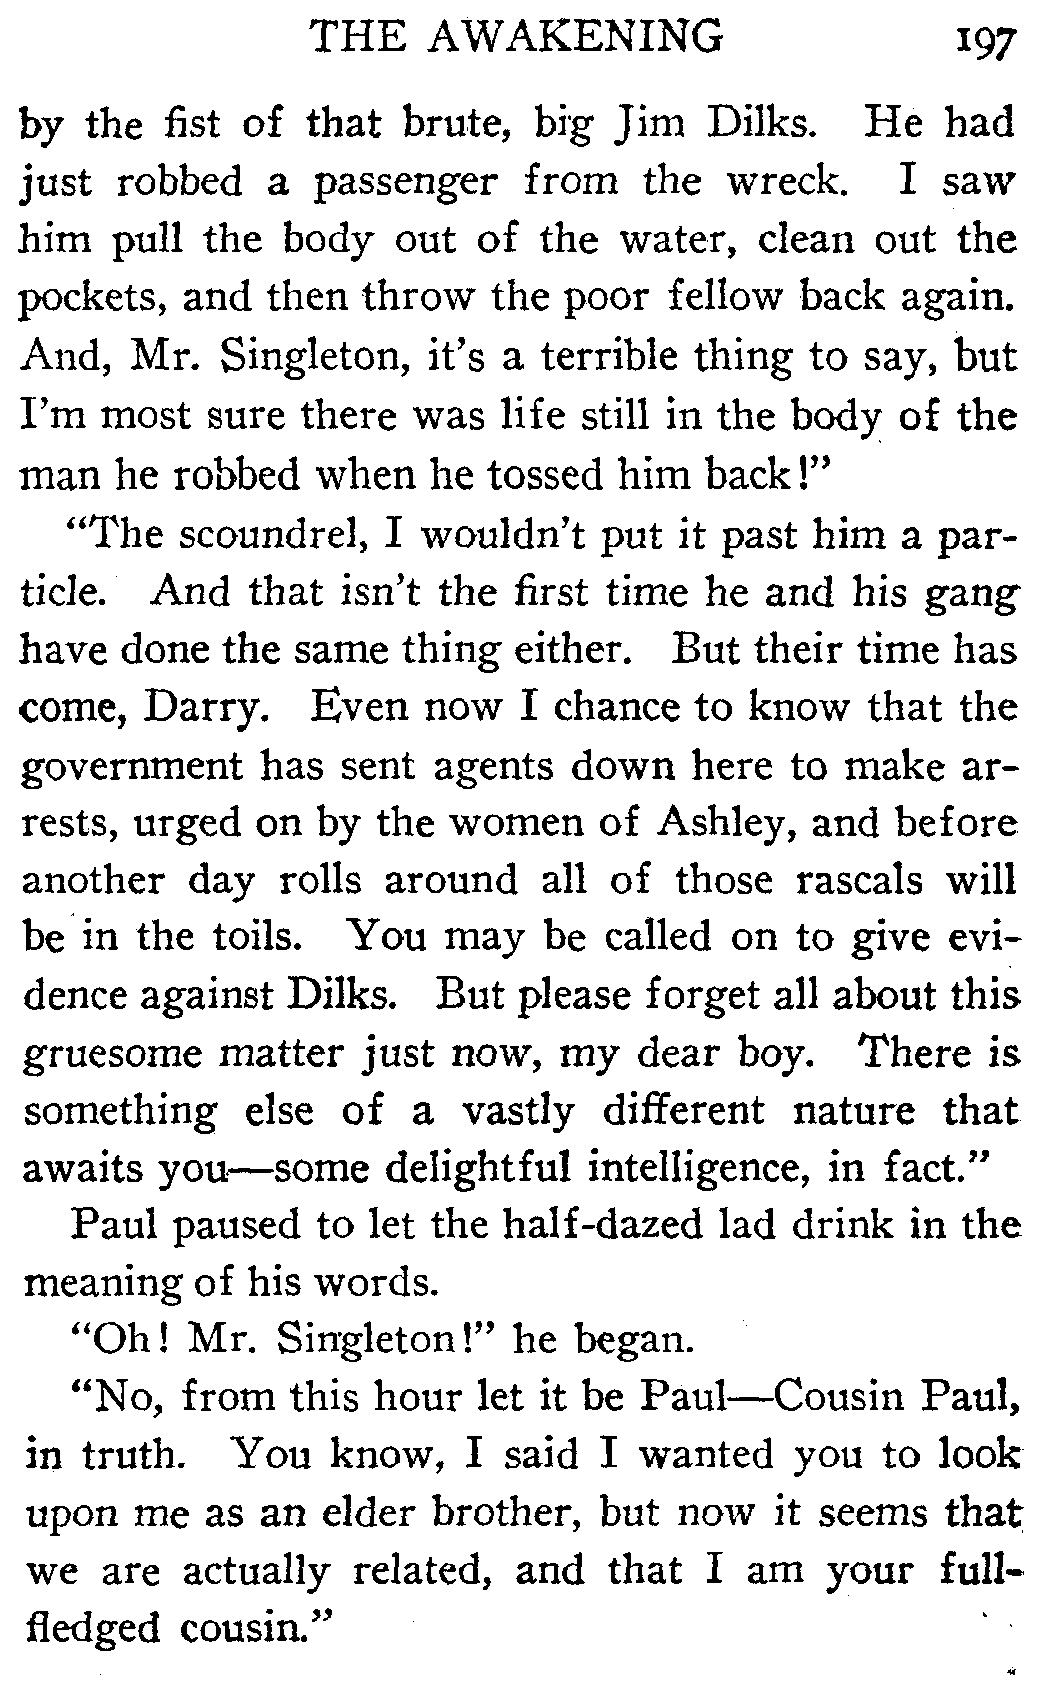 THE AWAKENING 197
by the fist of that brute, big Jim Dilks. He had
just robbed a passenger from the wreck. I saw
him pull the body out of the water, clean out the
pockets, and then throw the poor fellow back again.
And, Mr. Singleton, it's a terrible thing to say, but
I'm most sure there was life still in the body of the
man he robbed when he tossed him back!"
"The scoundrel, I wouldn't put it past him a par-
ticle. And that isn't the first time he and his gang
have done the same thing either. But their time has
come, Darry. Even now I chance to know that the
government has sent agents down here to make ar-
rests, urged on by the women of Ashley, and before
another day rolls around all of those rascals will
be in the toils. You may be called on to give evi-
dence against Dilks. But please forget all about this
gruesome matter just now, my dear boy. There is
something else of a vastly different nature that
awaits you—some delightful intelligence, in fact."
Paul paused to let the half-dazed lad drink in the
meaning of his words.
"Oh! Mr. Singleton!" he began.
"No, from this hour let it be Paul—Cousin Paul,
in truth. You know, I said I wanted you to look
upon me as an elder brother, but now it seems that
we are actually related, and that I am your full-
fledged cousin."